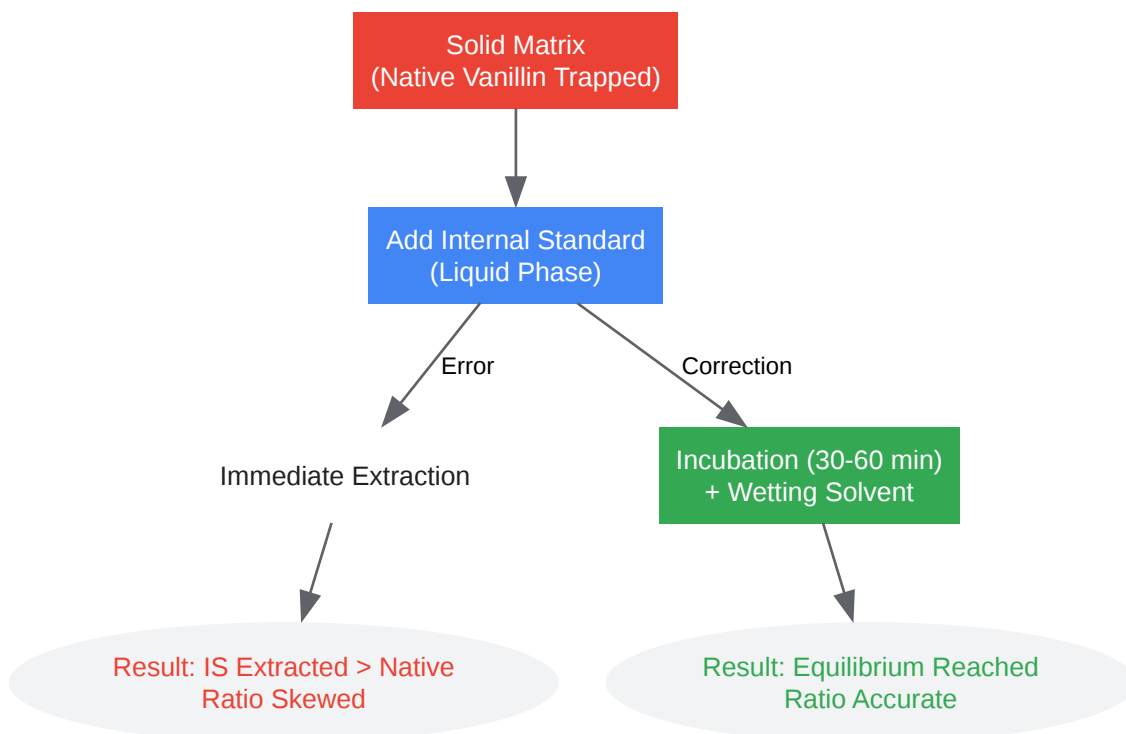 Solid Matrix
(Native Vanillin Trapped)
Add Internal Standard
(Liquid Phase)
Error
Correction
Immediate Extraction
Incubation (30-60 min)
+ Wetting Solvent
Result: IS Extracted > Native
Ratio Skewed
Result: Equilibrium Reached
Ratio Accurate